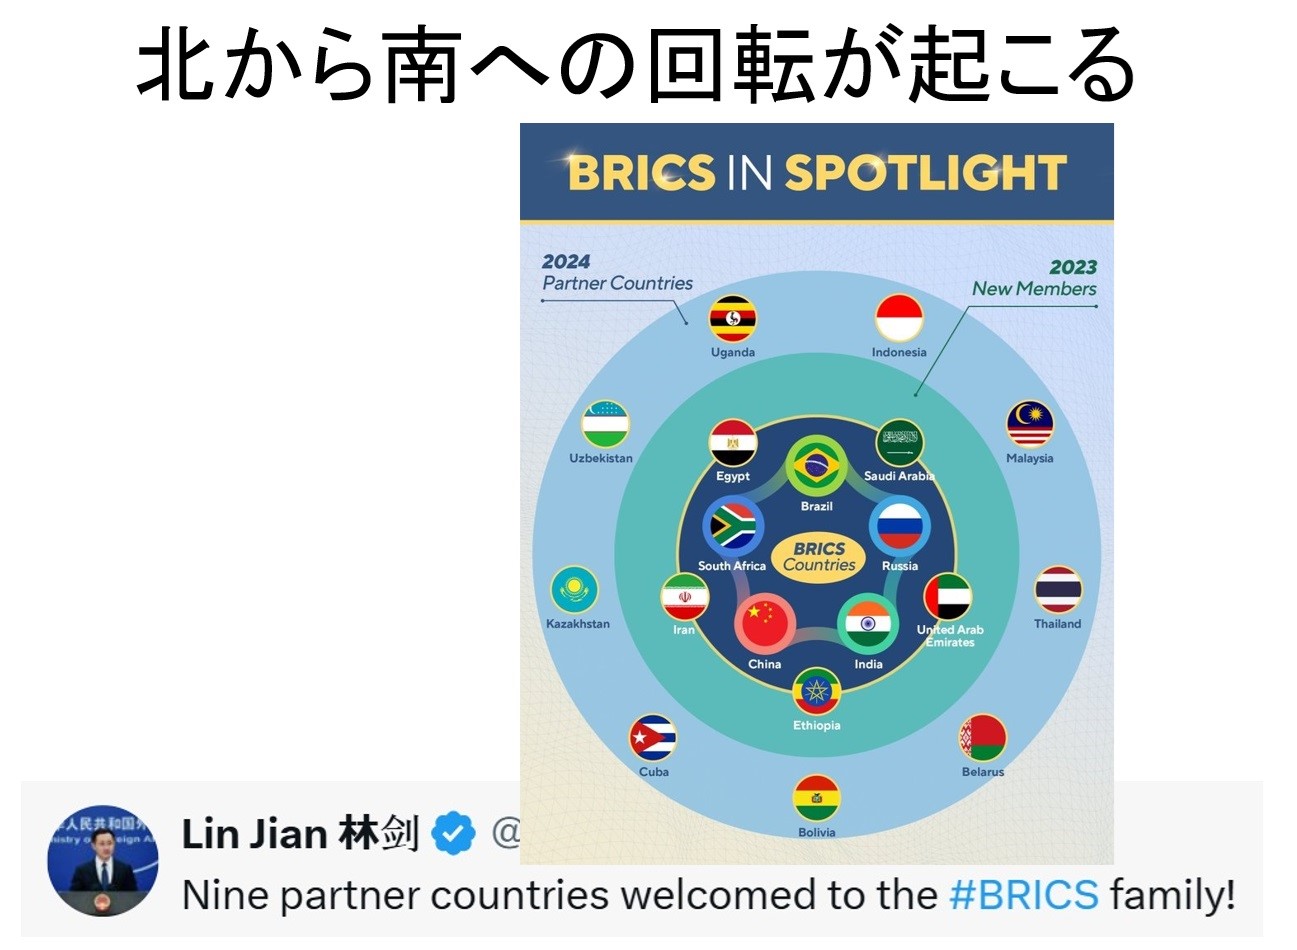 北から南への回転が起こる
BRICS IN SPOTLIGHT
2024
Partner Countries
2023
New Members
Uganda
Indonesia
Uzbekistan
Malaysia
Egypt
Saudi Arabia
Brazil
South Africa
BRICS
Countries
Russia
Kazakhstan
Iran
United Arab
Emirates
Thailand
China
India
Ethiopia
Cuba
Belarus
Bolivia
Lin Jian 林剑 @
Nine partner countries welcomed to the #BRICS family!